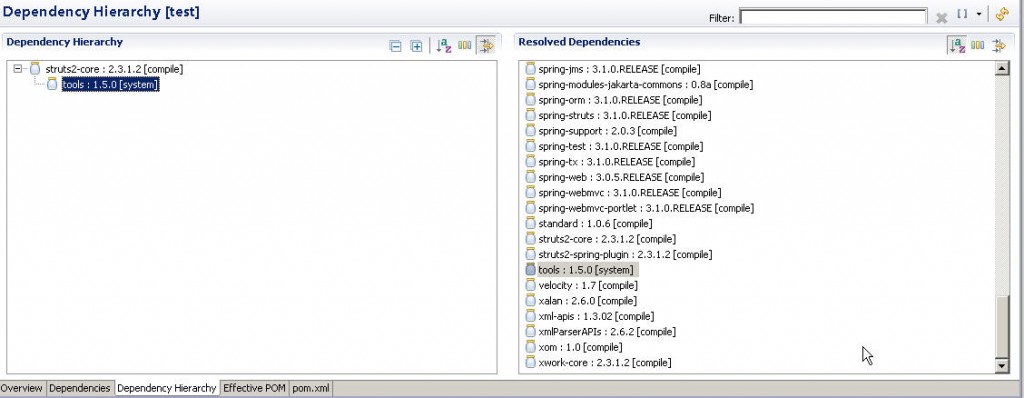 Dependency Hierarchy [test]
Filter:
Dependency Hierarchy
struts2-core : 2.3.1.2 [compile]
tools : 1.5.0 [system]
Resolved Dependencies
spring-jms : 3.1.0.RELEASE [compile]
spring-modules-jakarta-commons : 0.8a [compile]
spring-orm : 3.1.0.RELEASE [compile]
spring-struts : 3.1.0.RELEASE [compile]
spring-support : 2.0.3 [compile]
spring-test : 3.1.0.RELEASE [compile]
spring-tx : 3.1.0.RELEASE [compile]
spring-web : 3.0.5.RELEASE [compile]
spring-webmvc : 3.1.0.RELEASE [compile]
spring-webmvc-portlet : 3.1.0.RELEASE [compile]
standard : 1.0.6 [compile]
struts2-core : 2.3.1.2 [compile]
struts2-spring-plugin : 2.3.1.2 [compile]
tools : 1.5.0 [system]
velocity : 1.7 [compile]
xalan : 2.6.0 [compile]
xml-apis : 1.3.02 [compile]
xmlParserAPIs : 2.6.2 [compile]
xom : 1.0 [compile]
xwork-core : 2.3.1.2 [compile]
Overview Dependencies Dependency Hierarchy Effective POM pom.xml